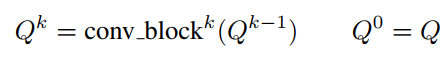 Q^k = conv_block^k(Q^{k-1})   Q^0 = Q